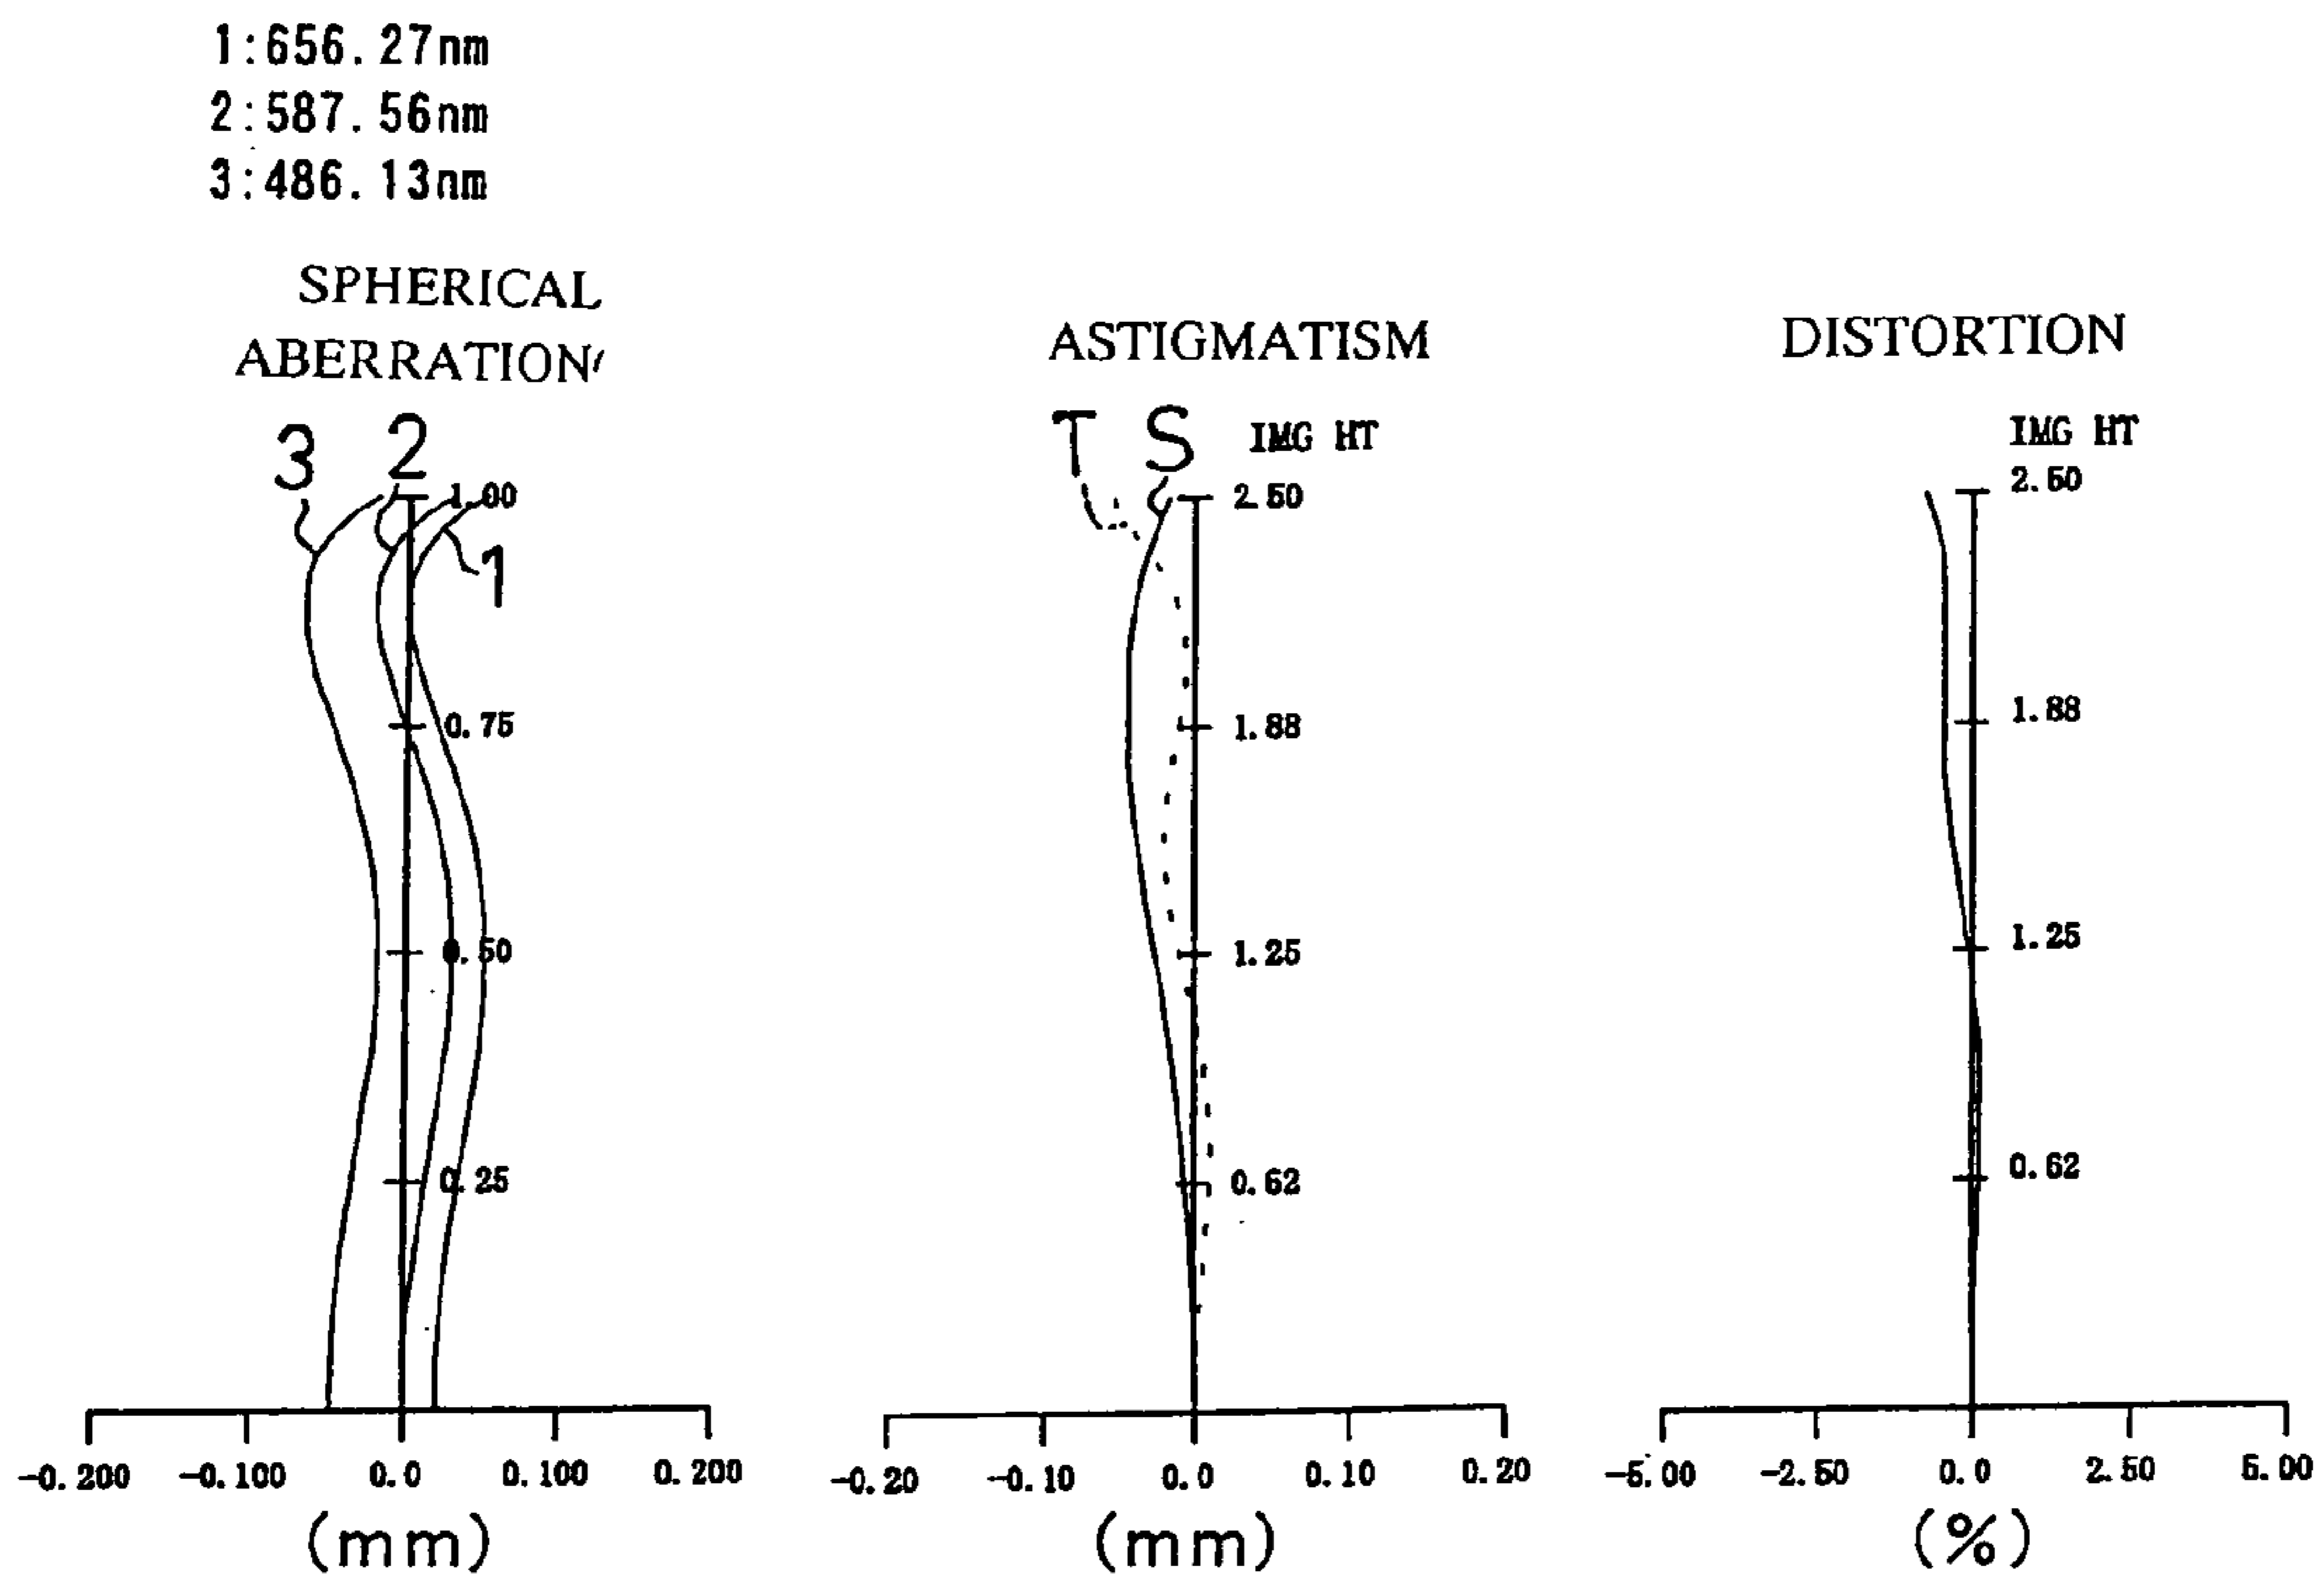 1:656.27nm
2:587.56nm
3:486.13nm
SPHERICAL
ABERRATION
3 2
1.00
1
0.75
0.50
0.25
-0.200 -0.100 0.0 0.100 0.200
(mm)
ASTIGMATISM
T S IMG HT
2.50
1.88
1.25
0.62
-0.20 -0.10 0.0 0.10 0.20
(mm)
DISTORTION
IMG HT
2.50
1.88
1.25
0.62
-5.00 -2.50 0.0 2.50 5.00
(%)